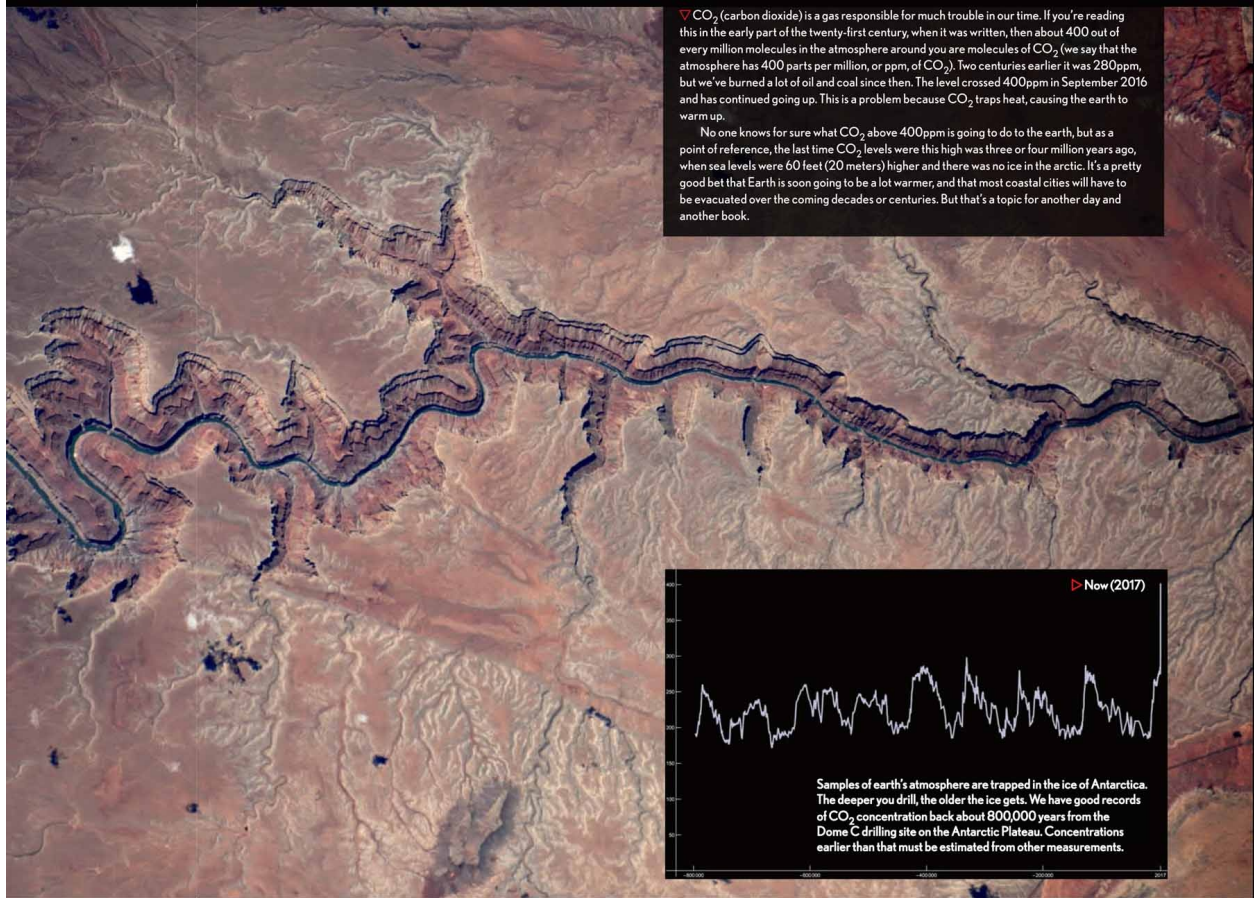 ▽ CO₂ (carbon dioxide) is a gas responsible for much trouble in our time. If you're reading
this in the early part of the twenty-first century, when it was written, then about 400 out of
every million molecules in the atmosphere around you are molecules of CO₂ (we say that the
atmosphere has 400 parts per million, or ppm, of CO₂). Two centuries earlier it was 280ppm,
but we've burned a lot of oil and coal since then. The level crossed 400ppm in September 2016
and has continued going up. This is a problem because CO₂ traps heat, causing the earth to
warm up.
No one knows for sure what CO₂ above 400ppm is going to do to the earth, but as a
point of reference, the last time CO₂ levels were this high was three or four million years ago,
when sea levels were 60 feet (20 meters) higher and there was no ice in the arctic. It's a pretty
good bet that Earth is soon going to be a lot warmer, and that most coastal cities will have to
be evacuated over the coming decades or centuries. But that's a topic for another day and
another book.
400
▷ Now (2017)
300
250
200
150
100
50
Samples of earth's atmosphere are trapped in the ice of Antarctica.
The deeper you drill, the older the ice gets. We have good records
of CO₂ concentration back about 800,000 years from the
Dome C drilling site on the Antarctic Plateau. Concentrations
earlier than that must be estimated from other measurements.
-800000 -600000 -400000 -200000 2017